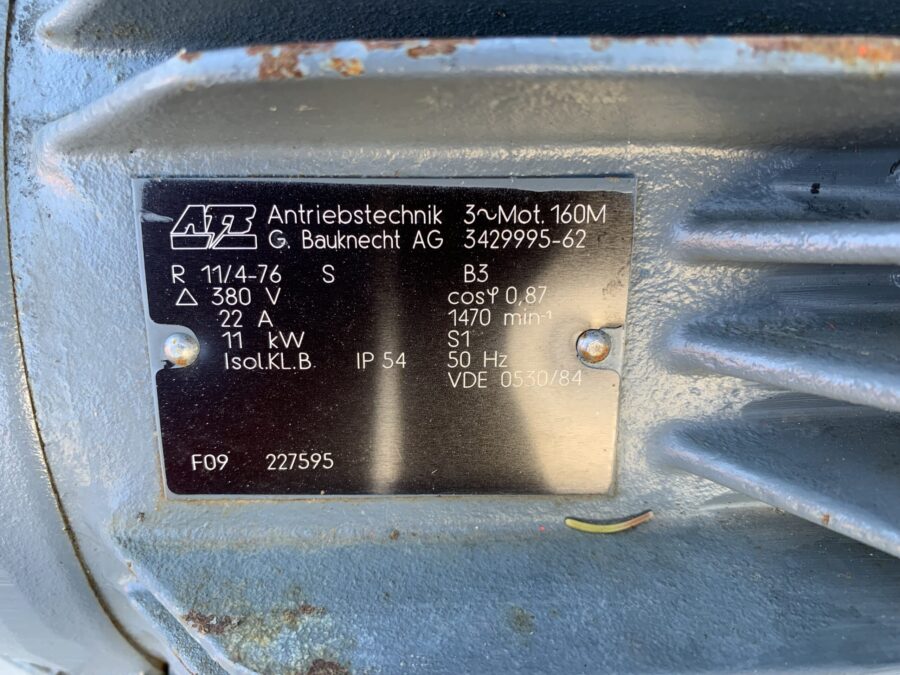 ATB Antriebstechnik 3~Mot. 160M
G. Bauknecht AG 3429995-62
R 11/4-76 S B3
△ 380 V cosφ 0,87
22 A 1470 min⁻¹
11 kW S1
Isol.KL.B IP 54 50 Hz
VDE 0530/84
F09 227595